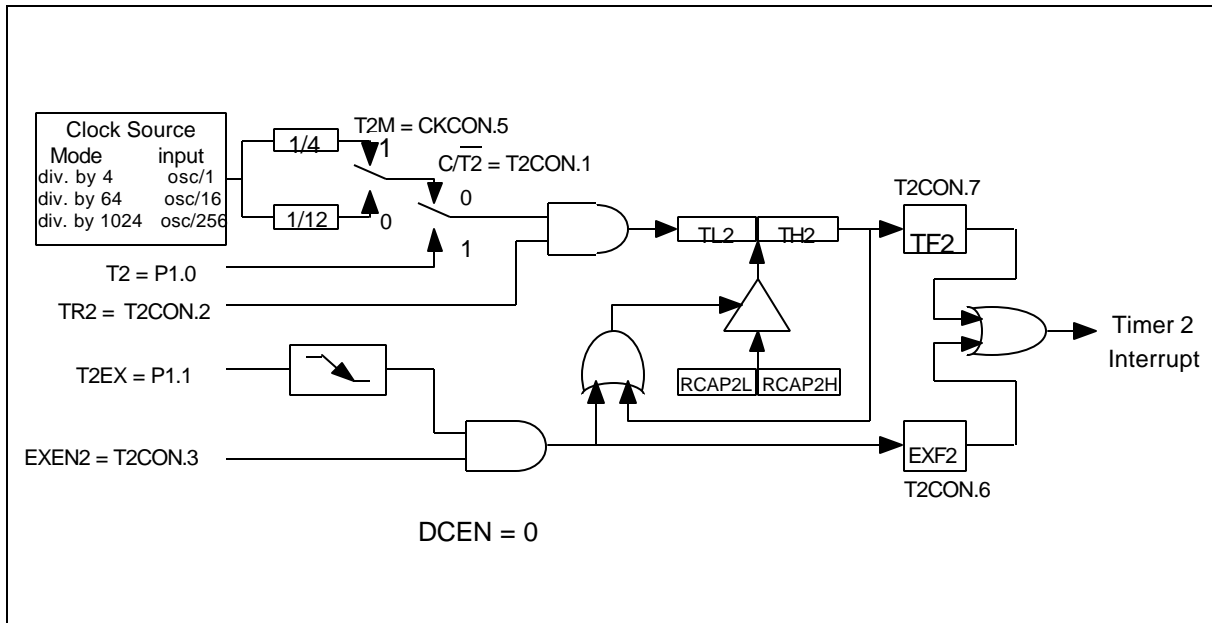 Clock Source
Mode input
div. by 4 osc/1
div. by 64 osc/16
div. by 1024 osc/256
1/4
1/12
T2M = CKCON.5
1
0
C/T2 = T2CON.1
0
1
T2 = P1.0
TR2 = T2CON.2
T2EX = P1.1
EXEN2 = T2CON.3
TL2 TH2
RCAP2L RCAP2H
T2CON.7
TF2
EXF2
T2CON.6
Timer 2
Interrupt
DCEN = 0